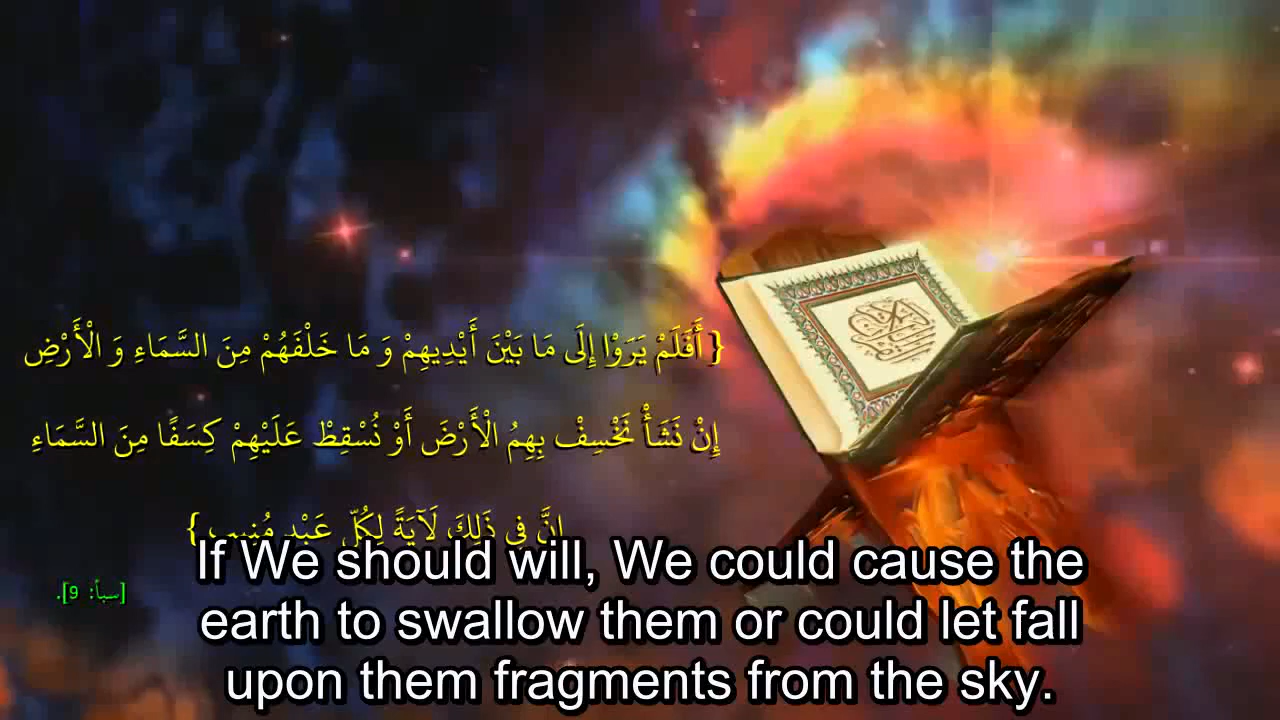 { أَفَلَمْ يَرَوْا إِلَى مَا بَيْنَ أَيْدِيهِمْ وَ مَا خَلْفَهُمْ مِنَ السَّمَاءِ وَ الْأَرْضِ
إِنْ نَشَأْ نَخْسِفْ بِهِمُ الْأَرْضَ أَوْ نُسْقِطْ عَلَيْهِمْ كِسَفًا مِنَ السَّمَاءِ
إِنَّ فِي ذَلِكَ لَآيَةً لِكُلِّ عَبْدٍ مُنِيبٍ }
[سبأ: 9].
If We should will, We could cause the
earth to swallow them or could let fall
upon them fragments from the sky.